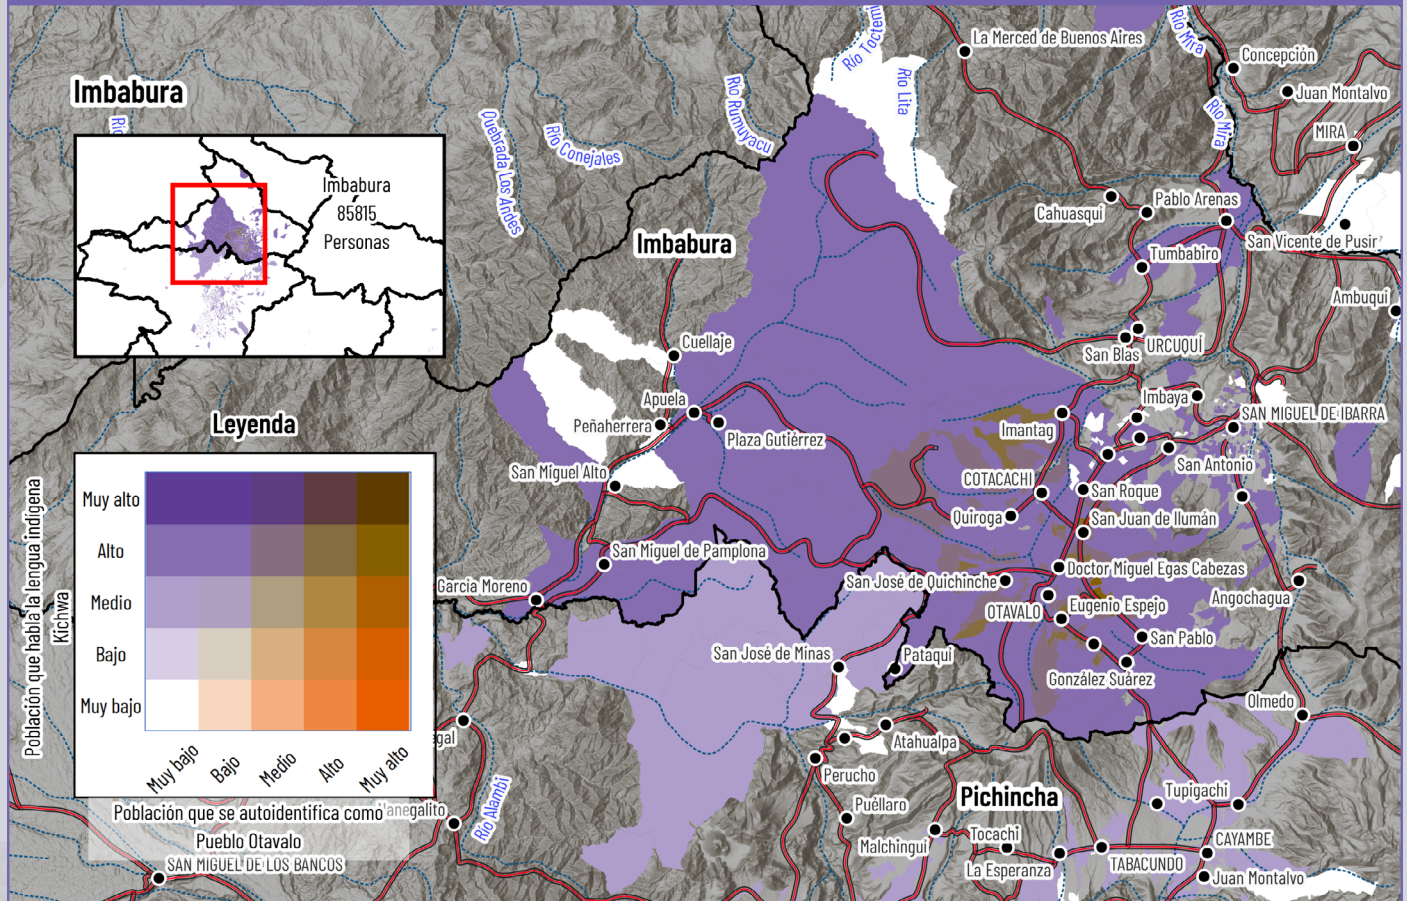 Imbabura
Río
Imbabura
85815
Personas
Leyenda
Población que habla la lengua indígena
Kichwa
Muy alto
Alto
Medio
Bajo
Muy bajo
Muy bajo
Bajo
Medio
Alto
Muy alto
Población que se autoidentifica como
Pueblo Otavalo
Quebrada Los Andes
Río Conejales
Río Rumuyacu
Río Lita
Río Mira
Río Mira
La Merced de Buenos Aires
Concepción
Juan Montalvo
MIRA
Cahuasquí
Pablo Arenas
San Vicente de Pusir
Tumbabiro
Ambuquí
Imbabura
Cuellaje
San Blas
URCUQUÍ
Apuela
Peñaherrera
Plaza Gutiérrez
Imbaya
SAN MIGUEL DE IBARRA
Imantag
San Antonio
San Miguel Alto
COTACACHI
San Roque
Quiroga
San Juan de Ilumán
San Miguel de Pamplona
García Moreno
San José de Quichinche
Doctor Miguel Egas Cabezas
OTAVALO
Eugenio Espejo
Angochagua
San Pablo
San José de Minas
Pataquí
González Suárez
Olmedo
egal
Atahualpa
Perucho
Pichincha
Tupigachi
Río Alambi
anegalito
Puéllaro
Malchinguí
Tocachi
La Esperanza
TABACUNDO
CAYAMBE
Juan Montalvo
SAN MIGUEL DE LOS BANCOS